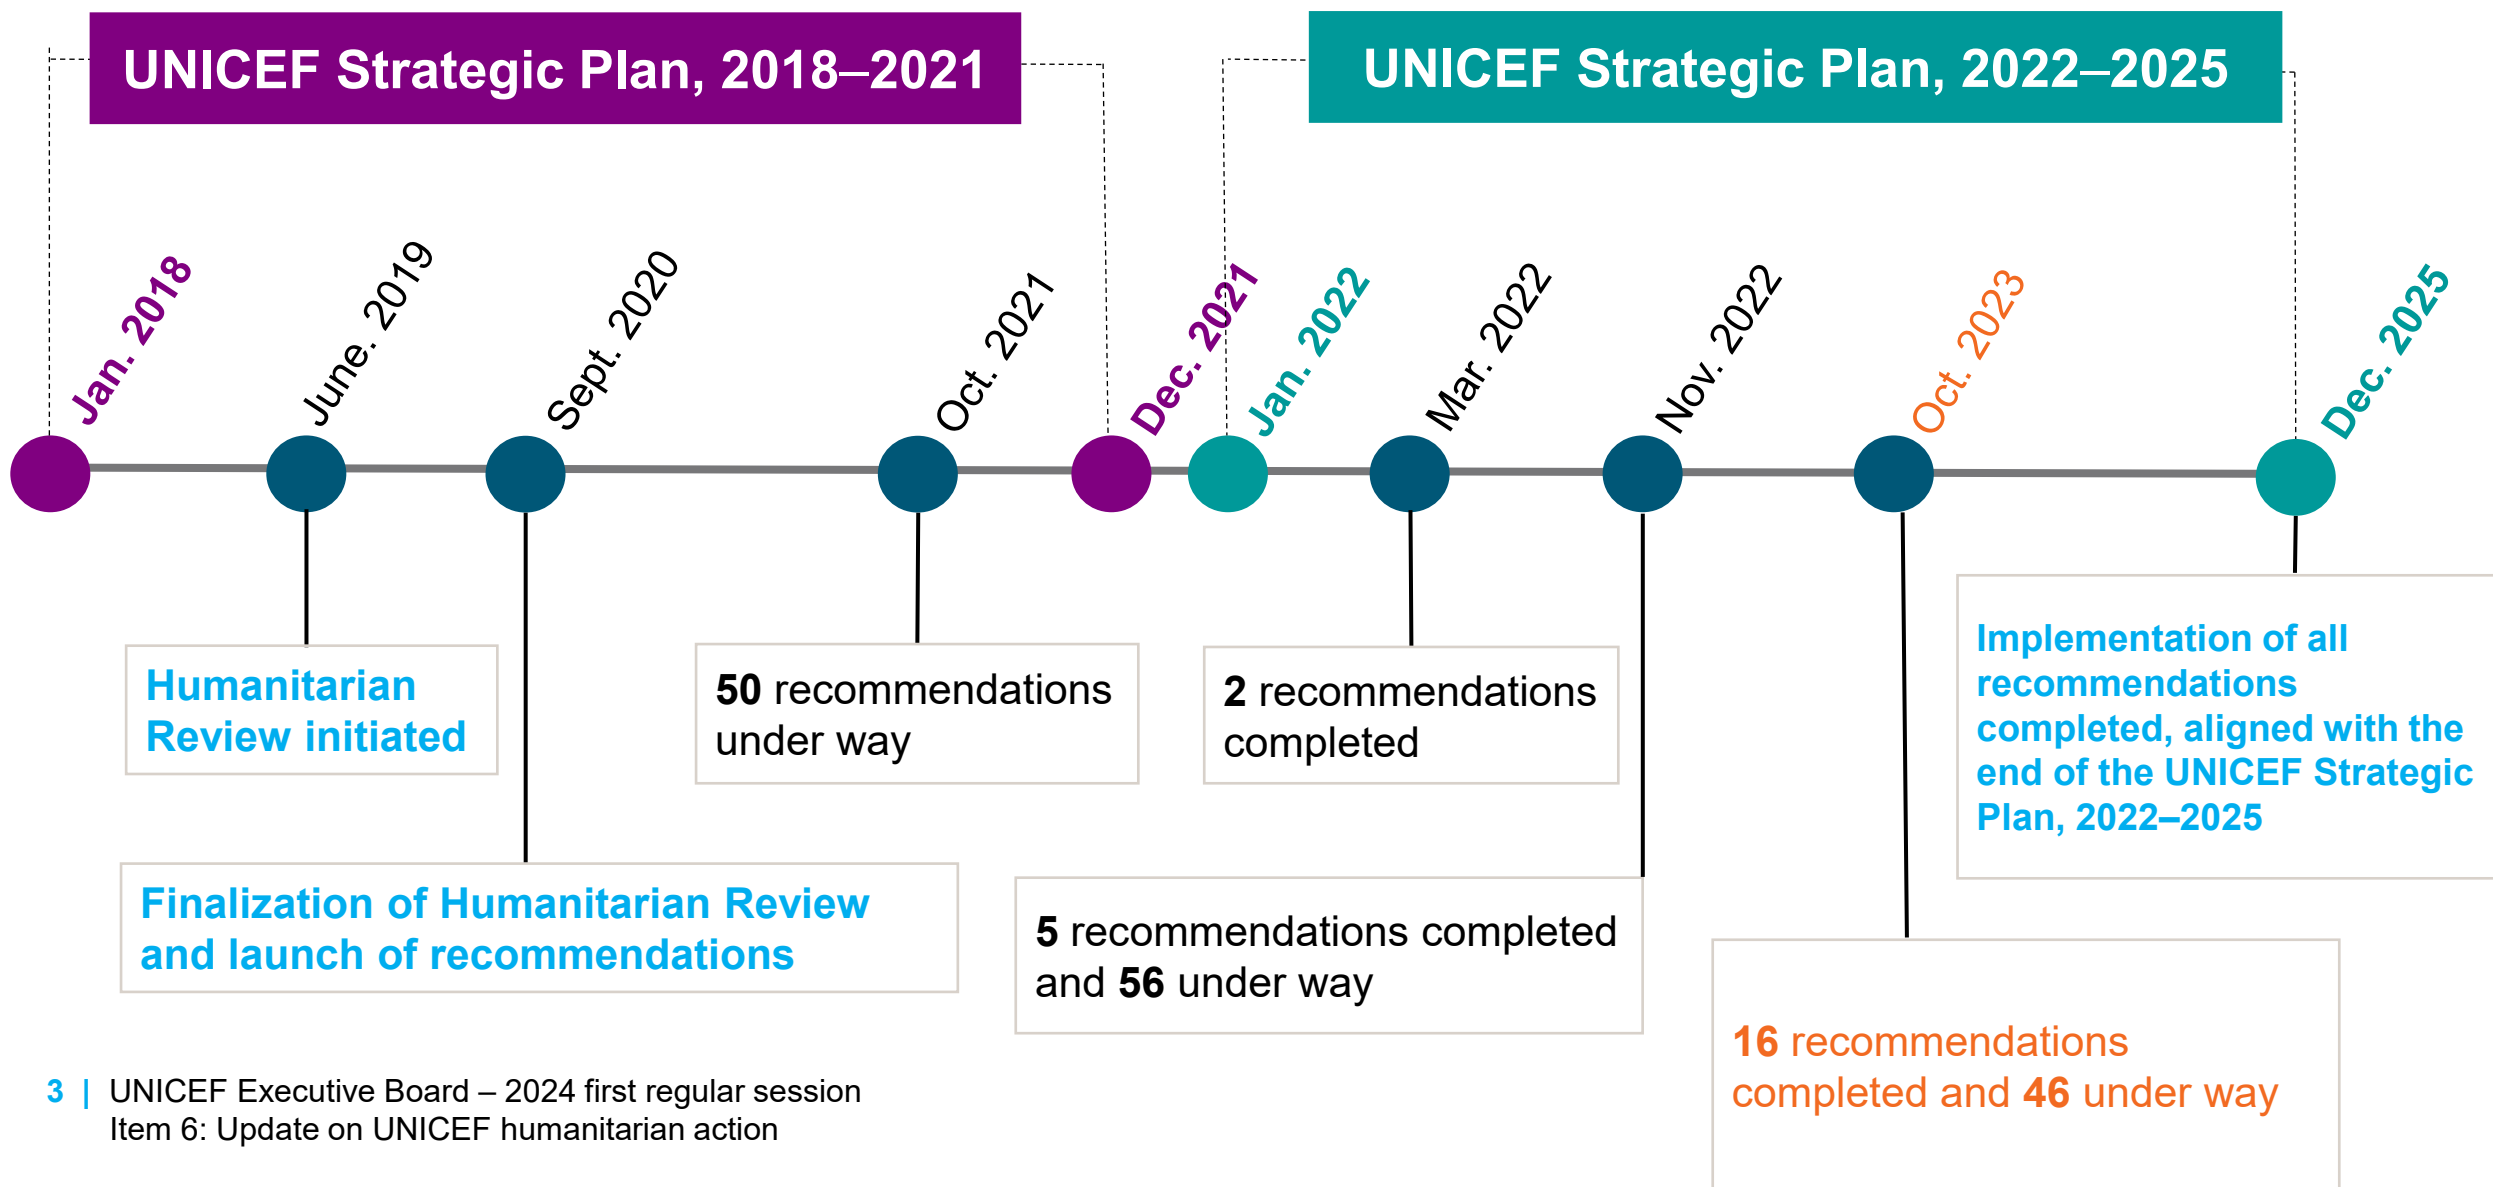 UNICEF Strategic Plan, 2018–2021
UNICEF Strategic Plan, 2022–2025
Jan. 2018
June. 2019
Sept. 2020
Oct. 2021
Dec. 2021
Jan. 2022
Mar. 2022
Nov. 2022
Oct. 2023
Dec. 2025
Humanitarian
Review initiated
Finalization of Humanitarian Review
and launch of recommendations
50 recommendations
under way
2 recommendations
completed
5 recommendations completed
and 56 under way
16 recommendations
completed and 46 under way
Implementation of all
recommendations
completed, aligned with the
end of the UNICEF Strategic
Plan, 2022–2025
3 | UNICEF Executive Board – 2024 first regular session
Item 6: Update on UNICEF humanitarian action